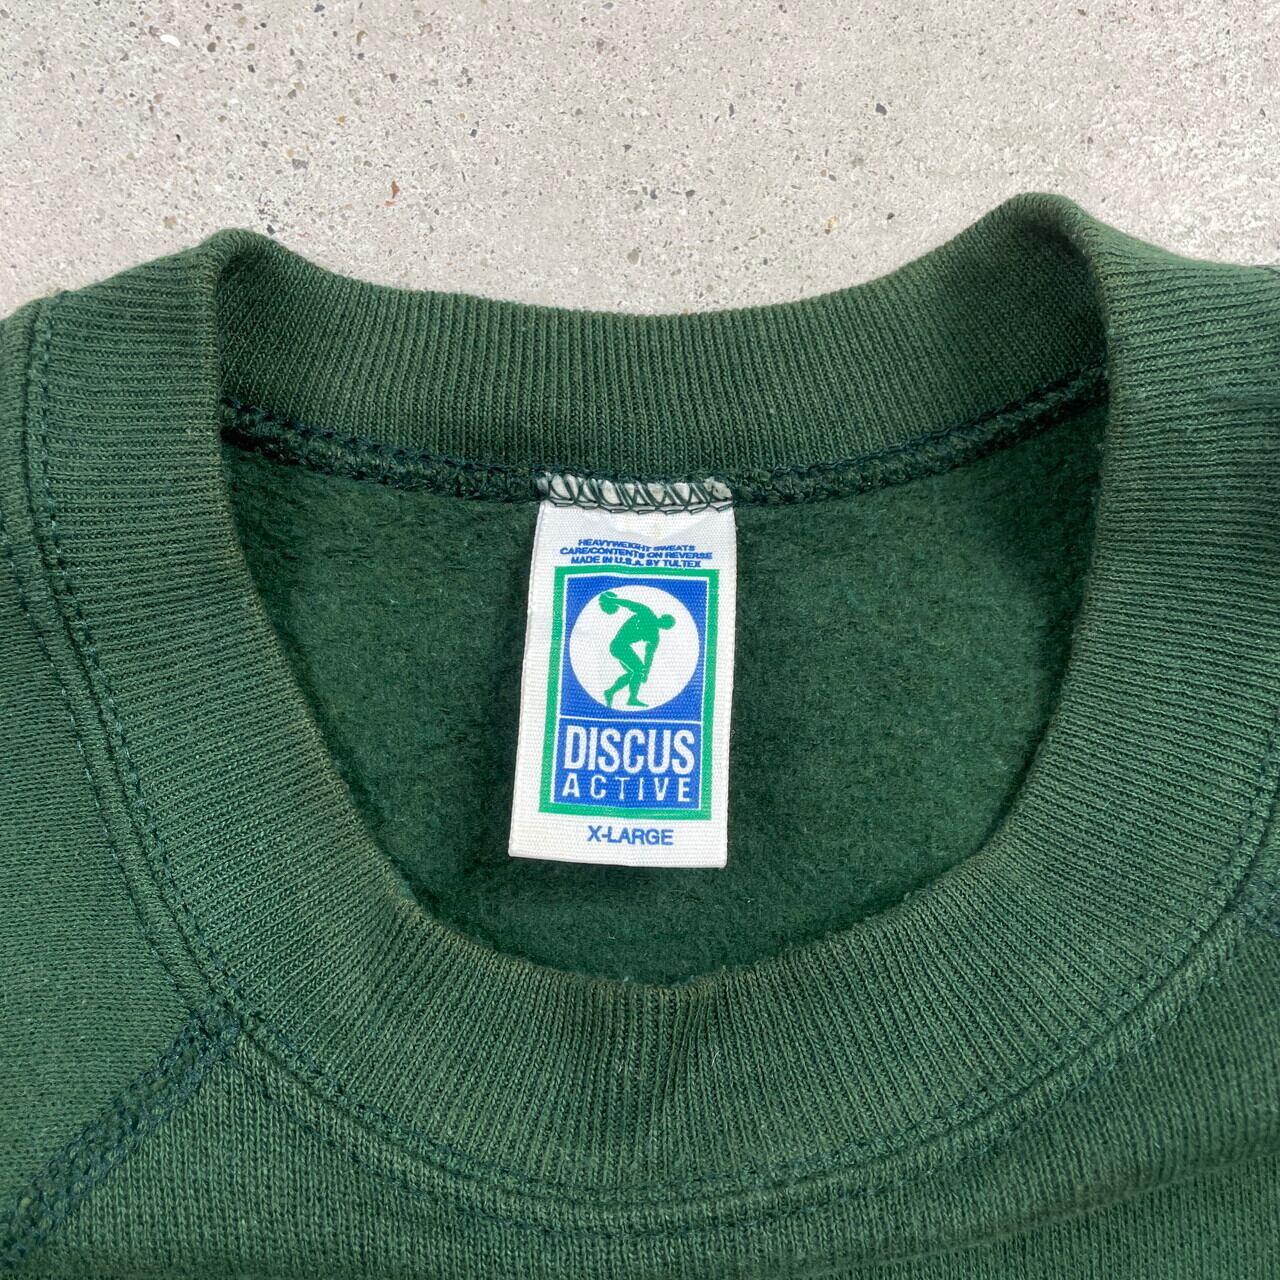 HEAVYWEIGHT SWEATS
CARE/CONTENTS ON REVERSE
MADE IN U.S.A. BY TULTEX
DISCUS
ACTIVE
X-LARGE